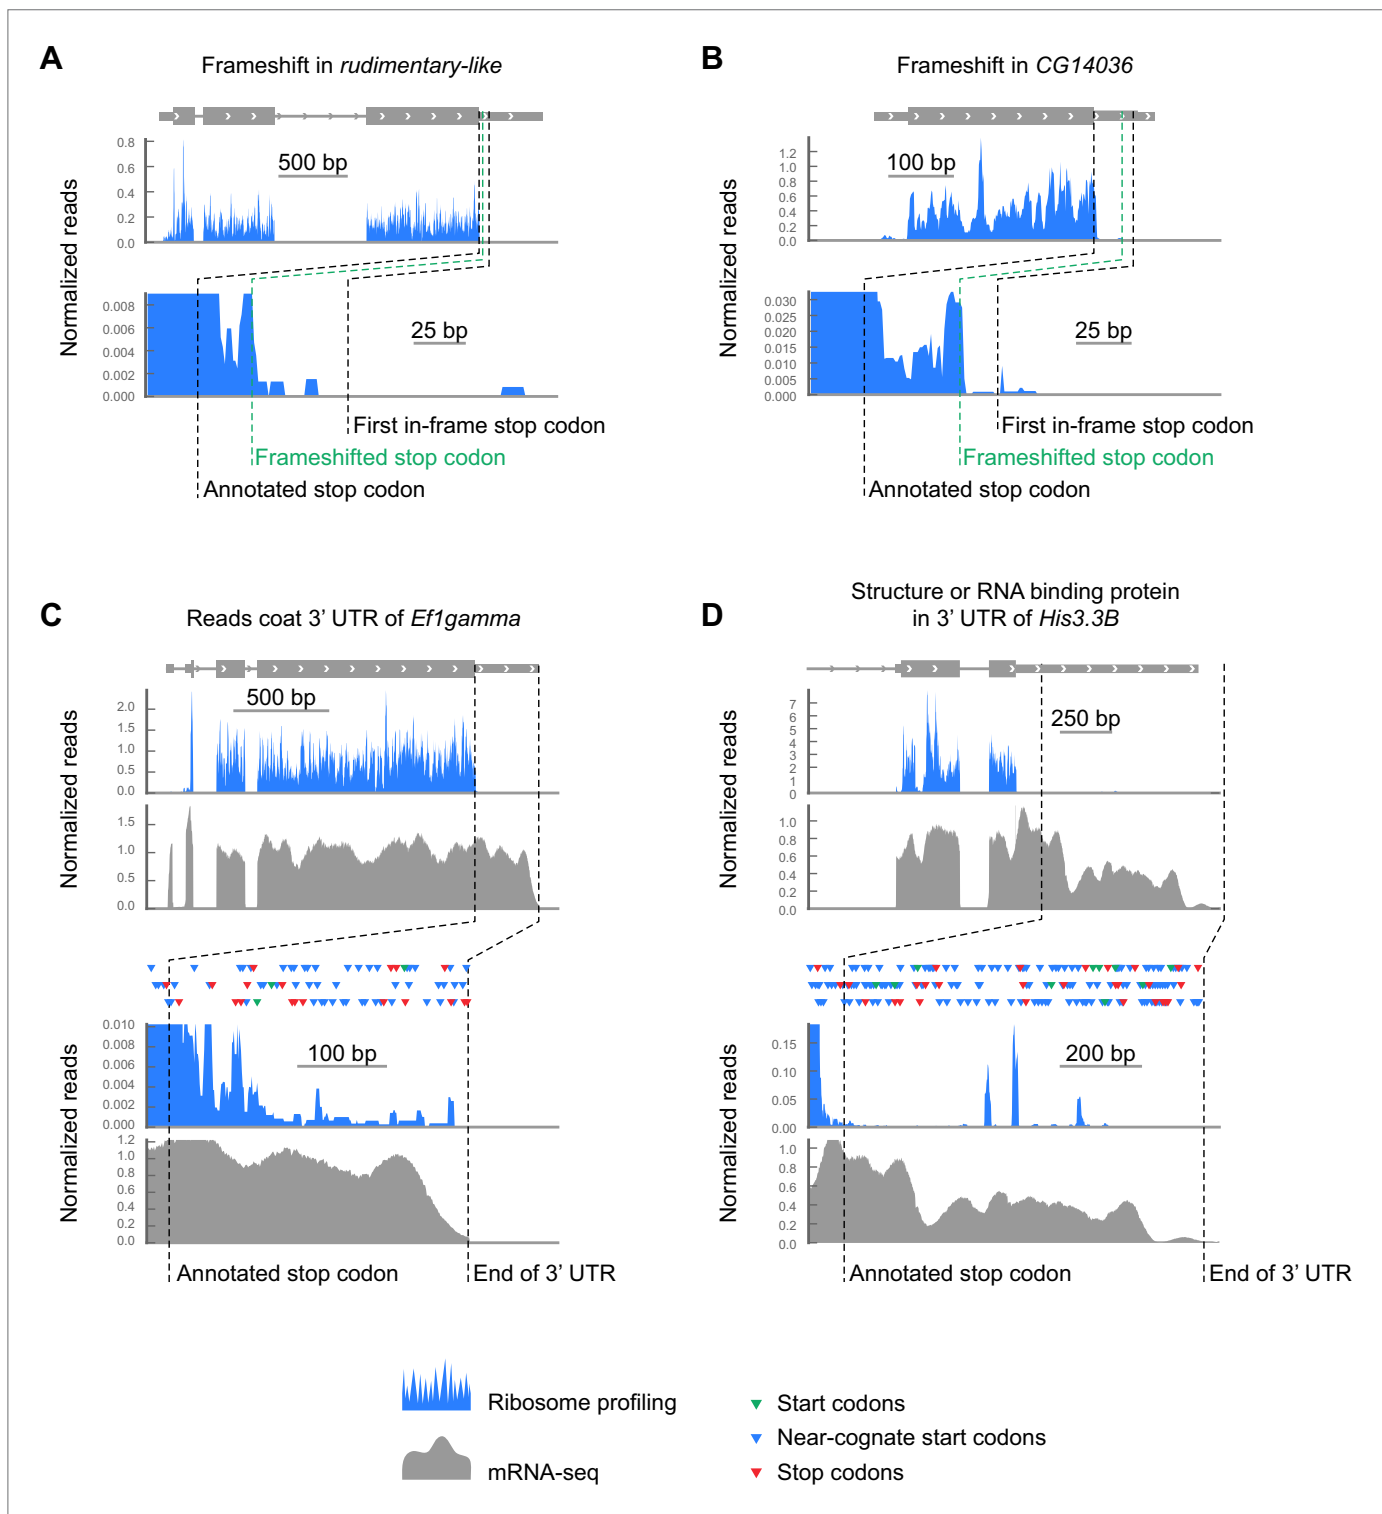 A
Frameshift in rudimentary-like
Normalized reads
0.8
0.6
0.4
0.2
0.0
500 bp
0.008
0.006
0.004
0.002
0.000
25 bp
First in-frame stop codon
Frameshifted stop codon
Annotated stop codon
B
Frameshift in CG14036
Normalized reads
1.2
1.0
0.8
0.6
0.4
0.2
0.0
100 bp
0.030
0.025
0.020
0.015
0.010
0.005
0.000
25 bp
First in-frame stop codon
Frameshifted stop codon
Annotated stop codon
C
Reads coat 3’ UTR of Ef1gamma
Normalized reads
2.0
1.5
1.0
0.5
0.0
500 bp
1.5
1.0
0.5
0.0
Normalized reads
0.010
0.008
0.006
0.004
0.002
0.000
100 bp
1.2
1.0
0.8
0.6
0.4
0.2
0.0
Annotated stop codon
End of 3’ UTR
D
Structure or RNA binding protein
in 3’ UTR of His3.3B
Normalized reads
7
6
5
4
3
2
1
0
250 bp
1.0
0.8
0.6
0.4
0.2
0.0
Normalized reads
0.15
0.10
0.05
0.00
200 bp
1.0
0.8
0.6
0.4
0.2
0.0
Annotated stop codon
End of 3’ UTR
Ribosome profiling
mRNA-seq
Start codons
Near-cognate start codons
Stop codons